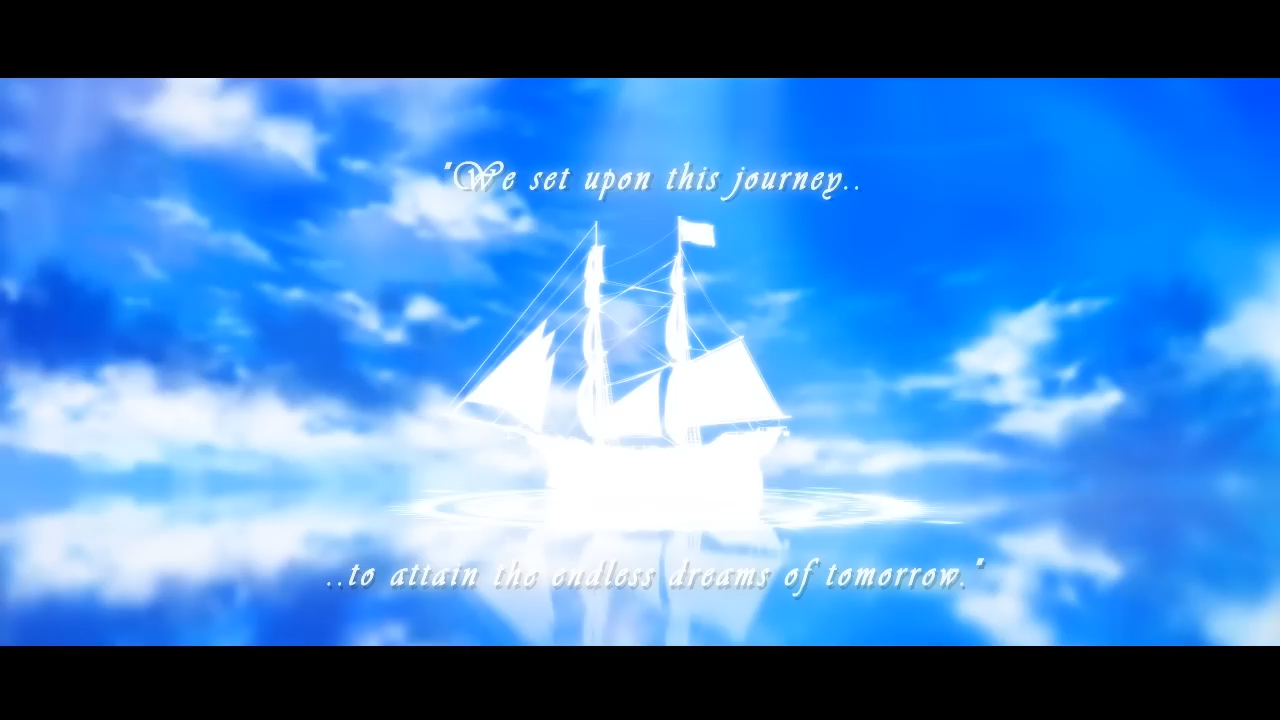 "We set upon this journey..
..to attain the endless dreams of tomorrow."